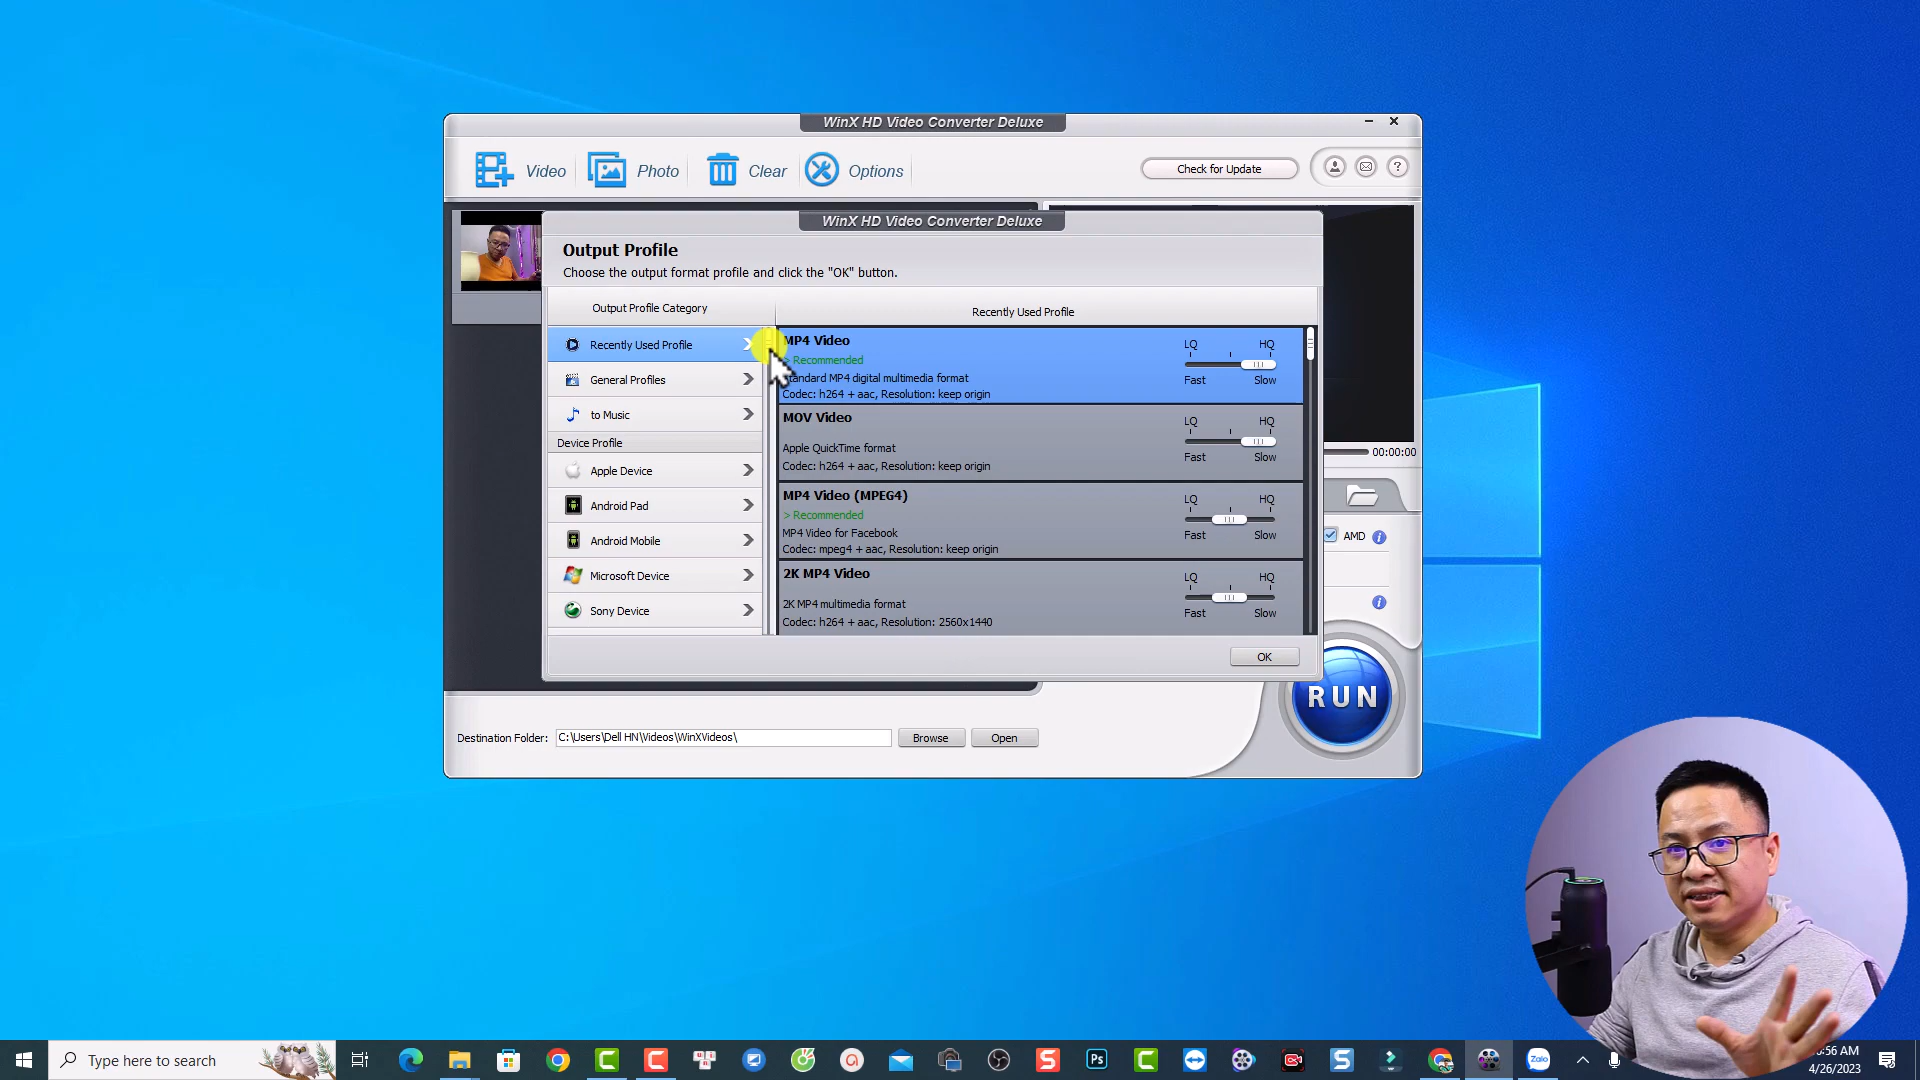 WinX HD Video Converter Deluxe
Video
Photo
Clear
Options
Check for Update
?
WinX HD Video Converter Deluxe
Output Profile
Choose the output format profile and click the "OK" button.
Output Profile Category
Recently Used Profile
Recently Used Profile
General Profiles
to Music
Device Profile
Apple Device
Android Pad
Android Mobile
Microsoft Device
Sony Device
MP4 Video
> Recommended
Standard MP4 digital multimedia format
Codec: h264 + aac, Resolution: keep origin
LQ HQ
Fast Slow
MOV Video
Apple QuickTime format
Codec: h264 + aac, Resolution: keep origin
LQ HQ
Fast Slow
MP4 Video (MPEG4)
> Recommended
MP4 Video for Facebook
Codec: mpeg4 + aac, Resolution: keep origin
LQ HQ
Fast Slow
2K MP4 Video
2K MP4 multimedia format
Codec: h264 + aac, Resolution: 2560x1440
LQ HQ
Fast Slow
OK
00:00:00
AMD
i
i
RUN
Destination Folder:
C:\Users\Dell HN\Videos\WinXVideos\
Browse
Open
Type here to search
Ps
Zalo
:56 AM
4/26/2023